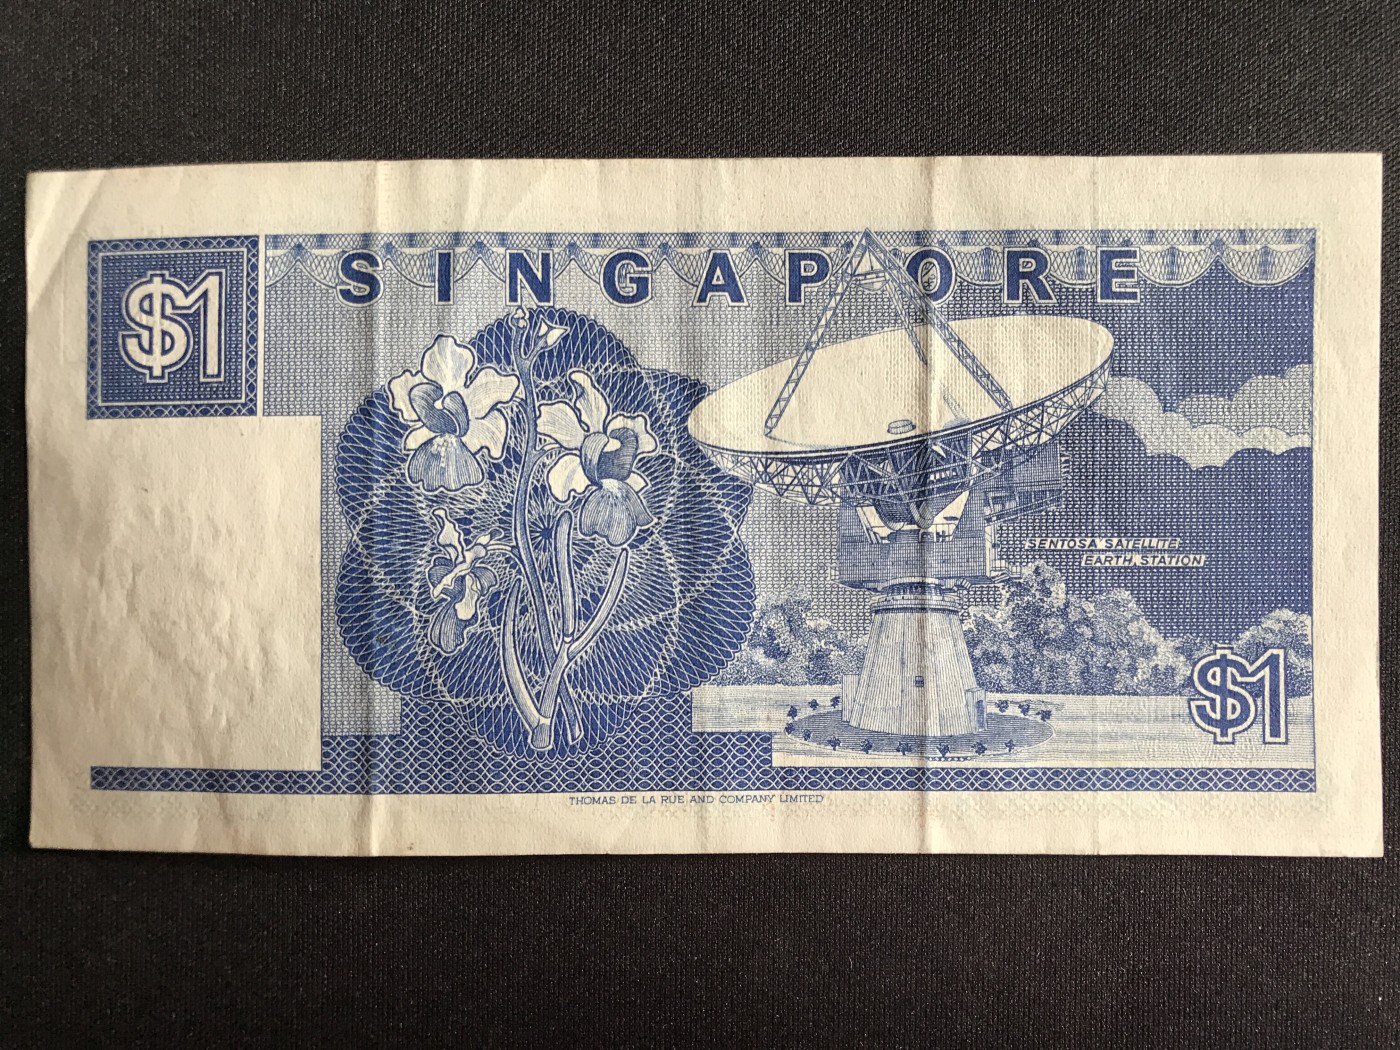 SINGAPORE
$1
SENTOSA SATELLITE
EARTH STATION
$1
THOMAS DE LA RUE AND COMPANY LIMITED